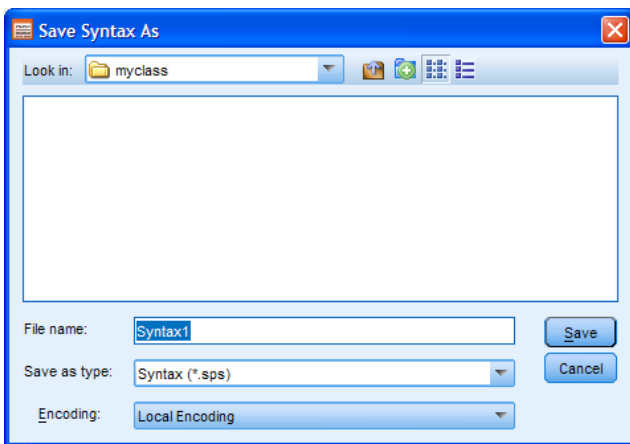 Save Syntax As
Look in: myclass
File name: Syntax1 Save
Save as type: Syntax (*.sps) Cancel
Encoding: Local Encoding